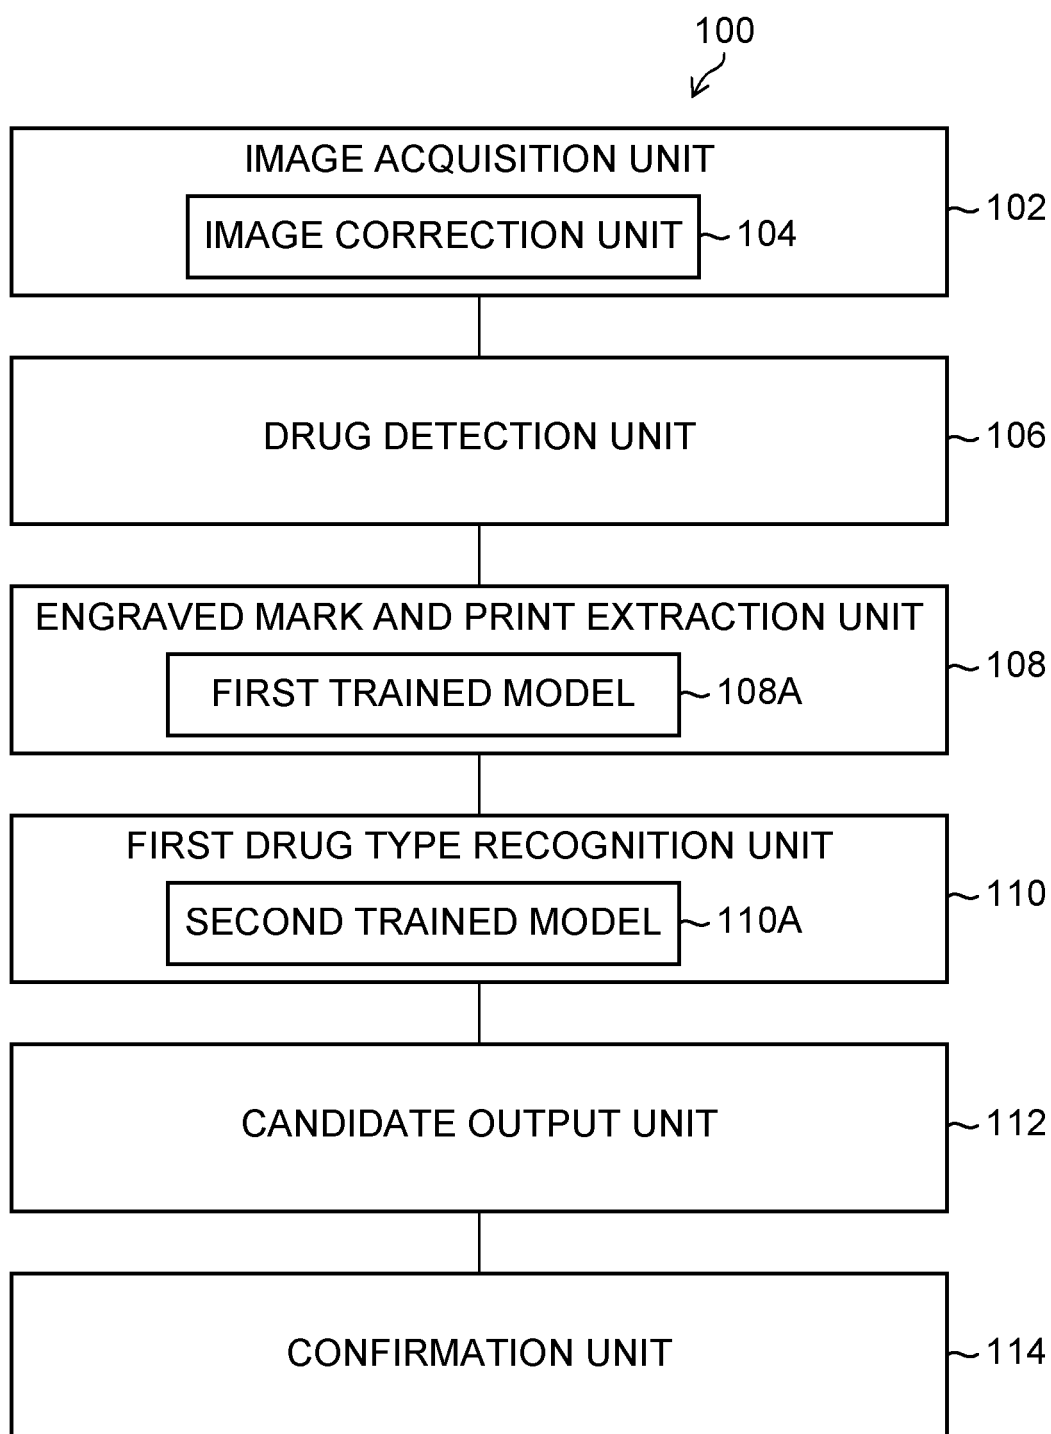 100
IMAGE ACQUISITION UNIT
102
IMAGE CORRECTION UNIT
104
DRUG DETECTION UNIT
106
ENGRAVED MARK AND PRINT EXTRACTION UNIT
108
FIRST TRAINED MODEL
108A
FIRST DRUG TYPE RECOGNITION UNIT
110
SECOND TRAINED MODEL
110A
CANDIDATE OUTPUT UNIT
112
CONFIRMATION UNIT
114